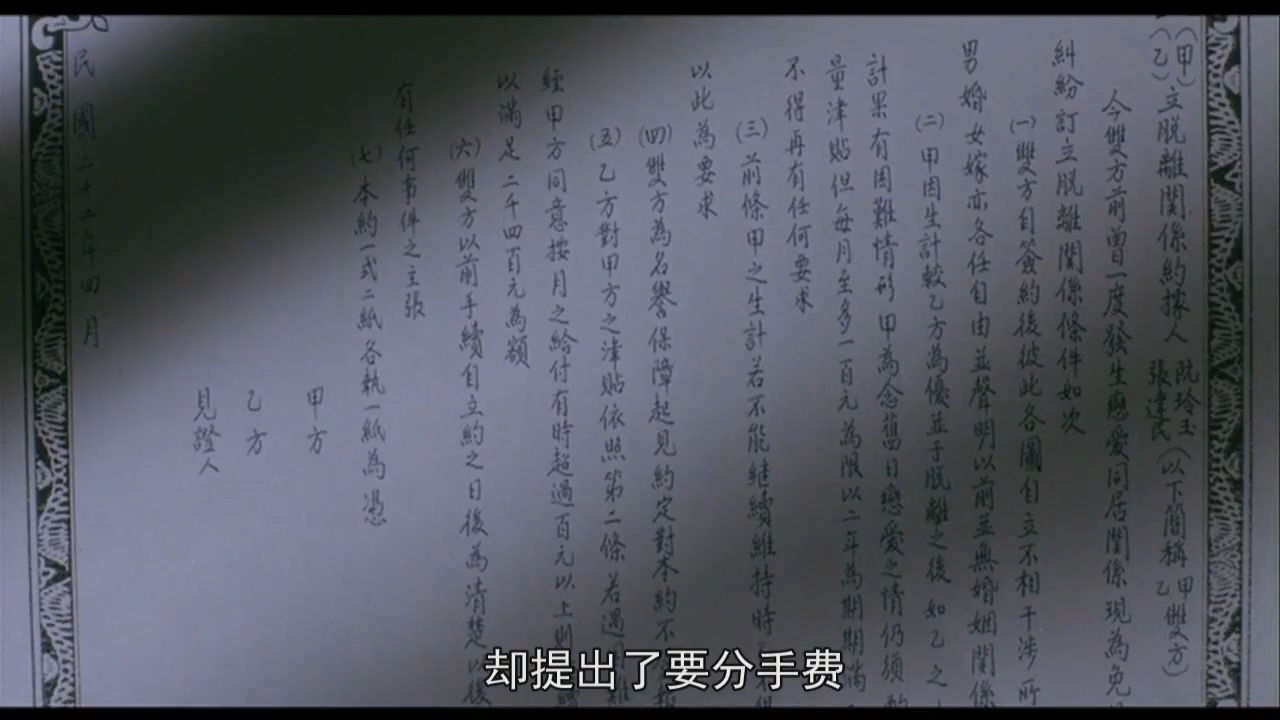 (甲)(乙)立脫離關係約據人 阮玲玉 張達民(以下簡稱甲乙雙方)
今雙方前曾一度發生戀愛同居關係現為免
糾紛訂立脫離關係條件如次
(一)雙方自簽約後彼此各圖自立不相干涉所
男婚女嫁亦各任自由並聲明以前並無婚姻關係
(二)甲因生計較乙方為優並于脫離之後如乙之
計果有困難情形甲為念舊日戀愛之情仍須酌
量津貼但每月至多一百元為限以二年為期期滿
不得再有任何要求
(三)前條甲之生計若不能繼續維持時
以此為要求
(四)雙方為名譽保障起見約定對本約不
(五)乙方對甲方之津貼依照第二條若遇
經甲方同意按月之給付有時超過百元以上則
以滿足二千四百元為額
(六)雙方以前手續自立約之日後為清楚以後
有任何事件之主張
(七)本約一式二紙各執一紙為憑
甲方
乙方
見證人
民國二十二年四月
却提出了要分手费